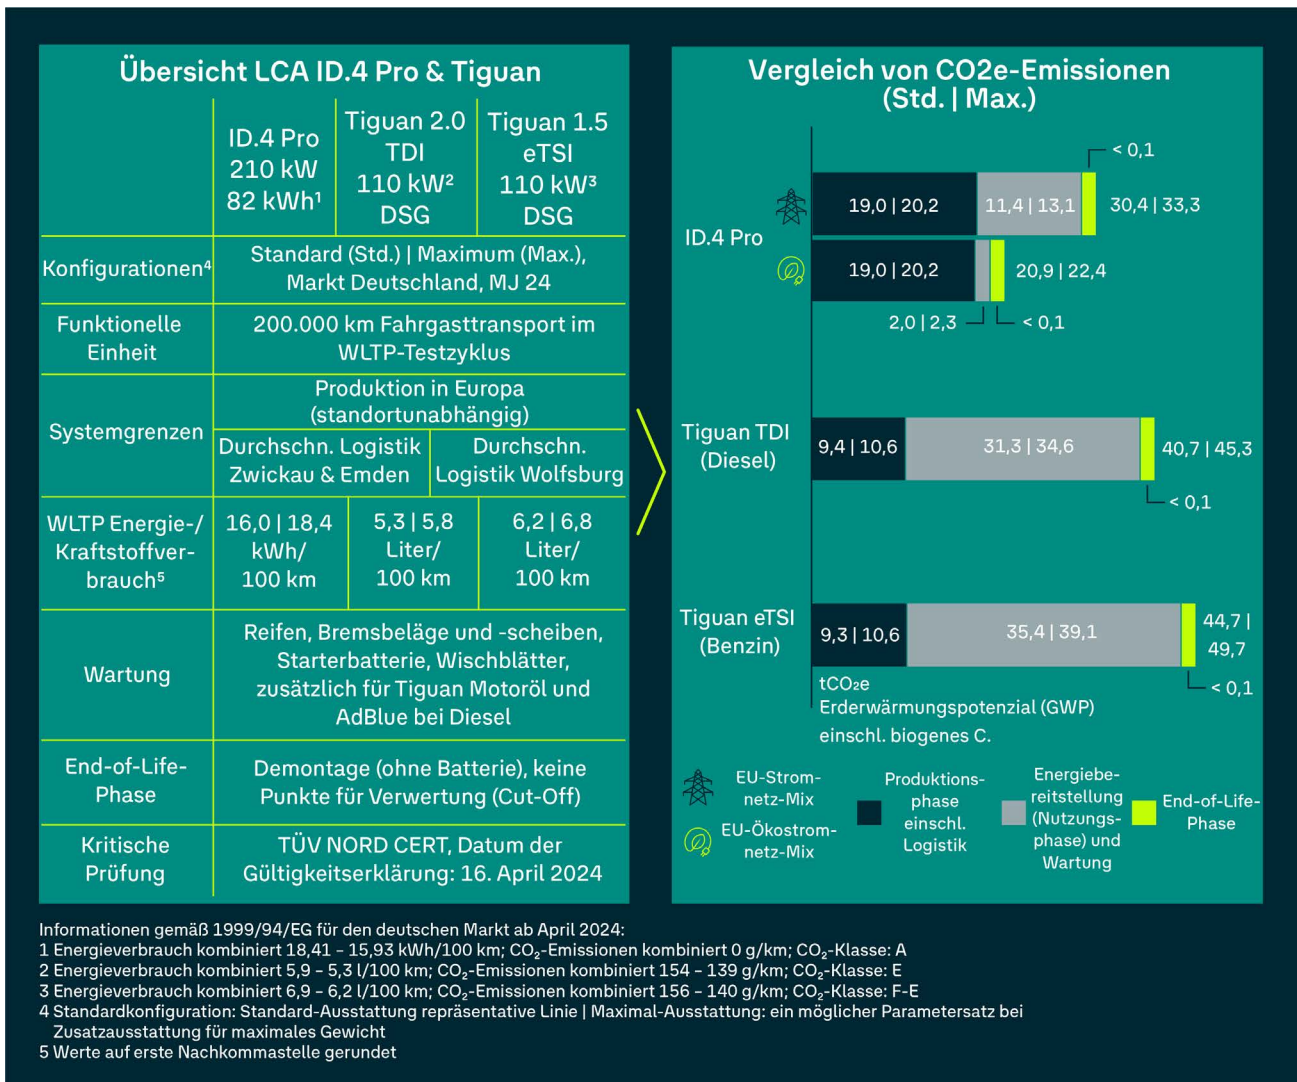 Übersicht LCA ID.4 Pro & Tiguan
ID.4 Pro
210 kW
82 kWh¹
Tiguan 2.0
TDI
110 kW²
DSG
Tiguan 1.5
eTSI
110 kW³
DSG
Konfigurationen⁴
Standard (Std.) | Maximum (Max.),
Markt Deutschland, MJ 24
Funktionelle
Einheit
200.000 km Fahrgasttransport im
WLTP-Testzyklus
Systemgrenzen
Produktion in Europa
(standortunabhängig)
Durchschn. Logistik
Zwickau & Emden
Durchschn.
Logistik Wolfsburg
WLTP Energie-/
Kraftstoffver-
brauch⁵
16,0 | 18,4
kWh/
100 km
5,3 | 5,8
Liter/
100 km
6,2 | 6,8
Liter/
100 km
Wartung
Reifen, Bremsbeläge und -scheiben,
Starterbatterie, Wischblätter,
zusätzlich für Tiguan Motoröl und
AdBlue bei Diesel
End-of-Life-
Phase
Demontage (ohne Batterie), keine
Punkte für Verwertung (Cut-Off)
Kritische
Prüfung
TÜV NORD CERT, Datum der
Gültigkeitserklärung: 16. April 2024
Vergleich von CO2e-Emissionen
(Std. | Max.)
< 0,1
ID.4 Pro
19,0 | 20,2
11,4 | 13,1
30,4 | 33,3
19,0 | 20,2
20,9 | 22,4
2,0 | 2,3
< 0,1
Tiguan TDI
(Diesel)
9,4 | 10,6
31,3 | 34,6
40,7 | 45,3
< 0,1
Tiguan eTSI
(Benzin)
9,3 | 10,6
35,4 | 39,1
44,7 |
49,7
< 0,1
tCO₂e
Erderwärmungspotenzial (GWP)
einschl. biogenes C.
EU-Strom-
netz-Mix
EU-Ökostrom-
netz-Mix
Produktions-
phase
einschl.
Logistik
Energiebe-
reitstellung
(Nutzungs-
phase) und
Wartung
End-of-Life-
Phase
Informationen gemäß 1999/94/EG für den deutschen Markt ab April 2024:
1 Energieverbrauch kombiniert 18,41 – 15,93 kWh/100 km; CO₂-Emissionen kombiniert 0 g/km; CO₂-Klasse: A
2 Energieverbrauch kombiniert 5,9 – 5,3 l/100 km; CO₂-Emissionen kombiniert 154 – 139 g/km; CO₂-Klasse: E
3 Energieverbrauch kombiniert 6,9 – 6,2 l/100 km; CO₂-Emissionen kombiniert 156 – 140 g/km; CO₂-Klasse: F-E
4 Standardkonfiguration: Standard-Ausstattung repräsentative Linie | Maximal-Ausstattung: ein möglicher Parametersatz bei
Zusatzausstattung für maximales Gewicht
5 Werte auf erste Nachkommastelle gerundet